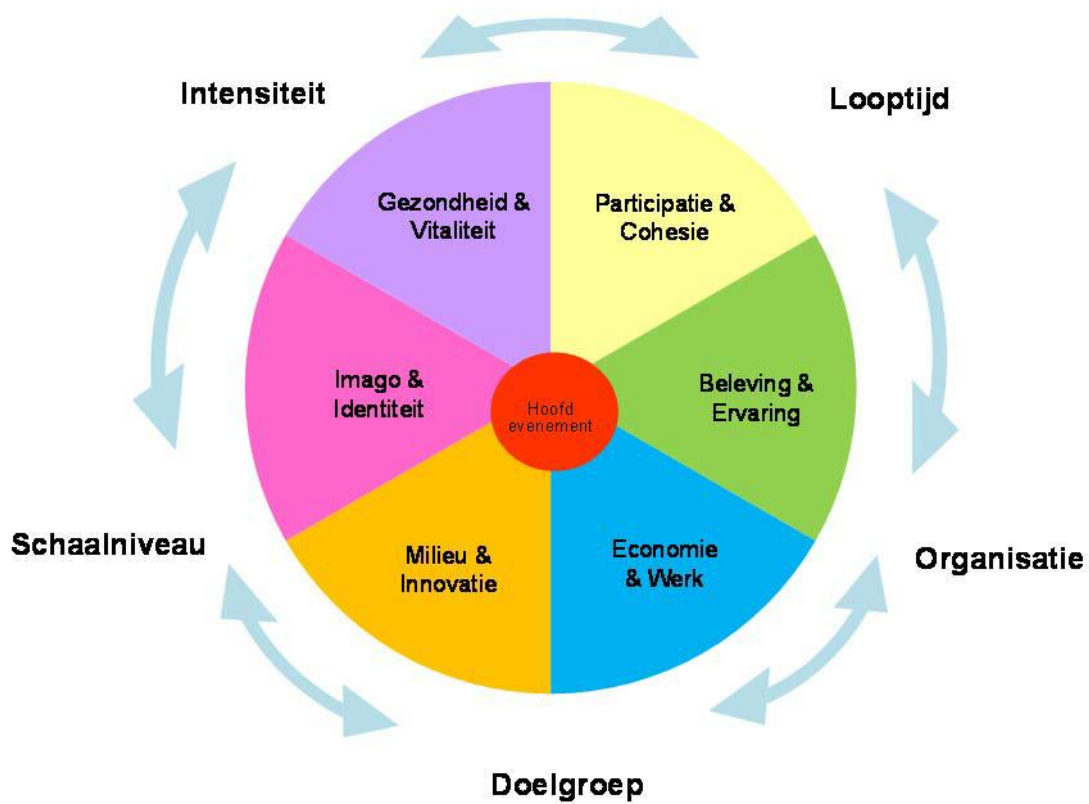 Intensiteit
Looptijd
Gezondheid &
Vitaliteit
Participatie &
Cohesie
Imago &
Identiteit
Hoofd
evenement
Beleving &
Ervaring
Schaalniveau
Milieu &
Innovatie
Economie
& Werk
Organisatie
Doelgroep